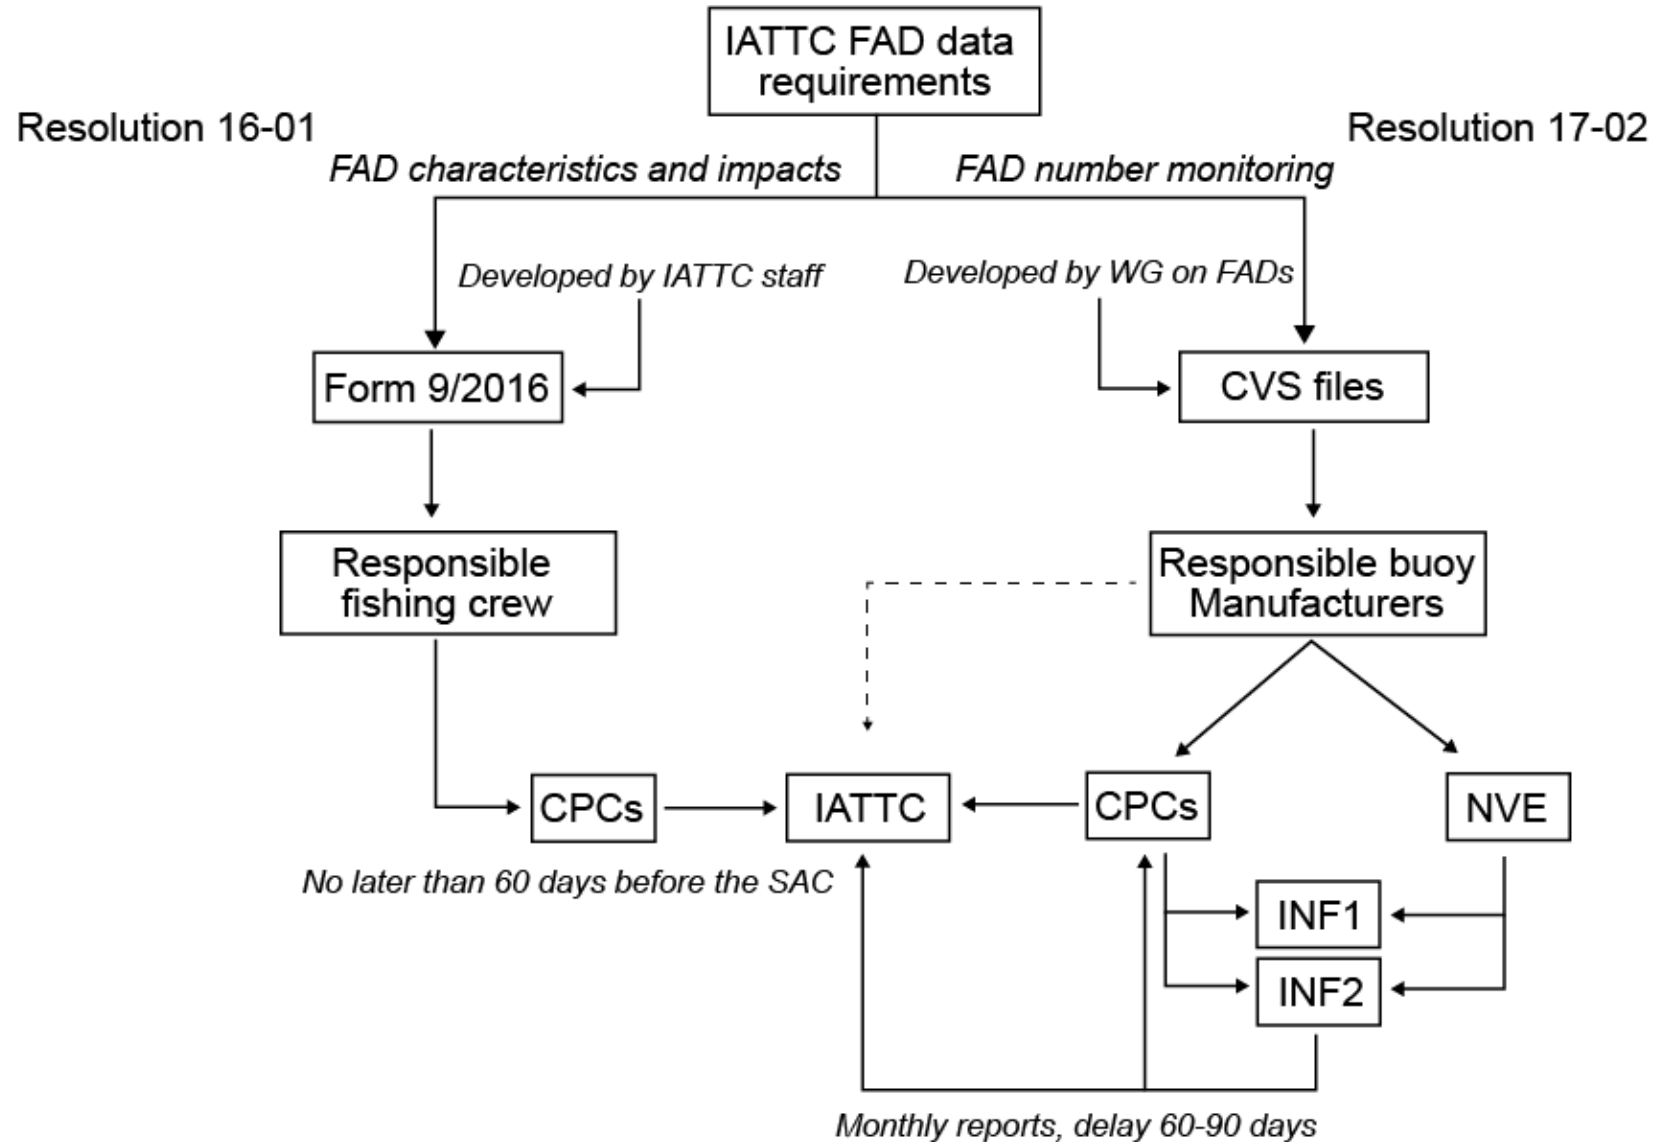 IATTC FAD data
requirements
Resolution 16-01
Resolution 17-02
FAD characteristics and impacts
FAD number monitoring
Developed by IATTC staff
Developed by WG on FADs
Form 9/2016
CVS files
Responsible
fishing crew
Responsible buoy
Manufacturers
CPCs
IATTC
CPCs
NVE
No later than 60 days before the SAC
INF1
INF2
Monthly reports, delay 60-90 days